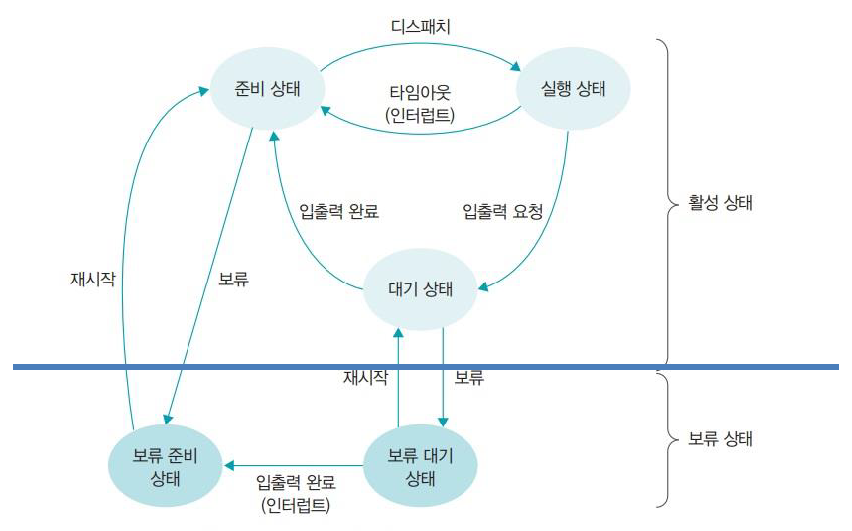 디스패치
준비 상태
실행 상태
타임아웃
(인터럽트)
활성 상태
입출력 완료
입출력 요청
재시작
보류
대기 상태
재시작
보류
보류 상태
보류 준비
상태
보류 대기
상태
입출력 완료
(인터럽트)